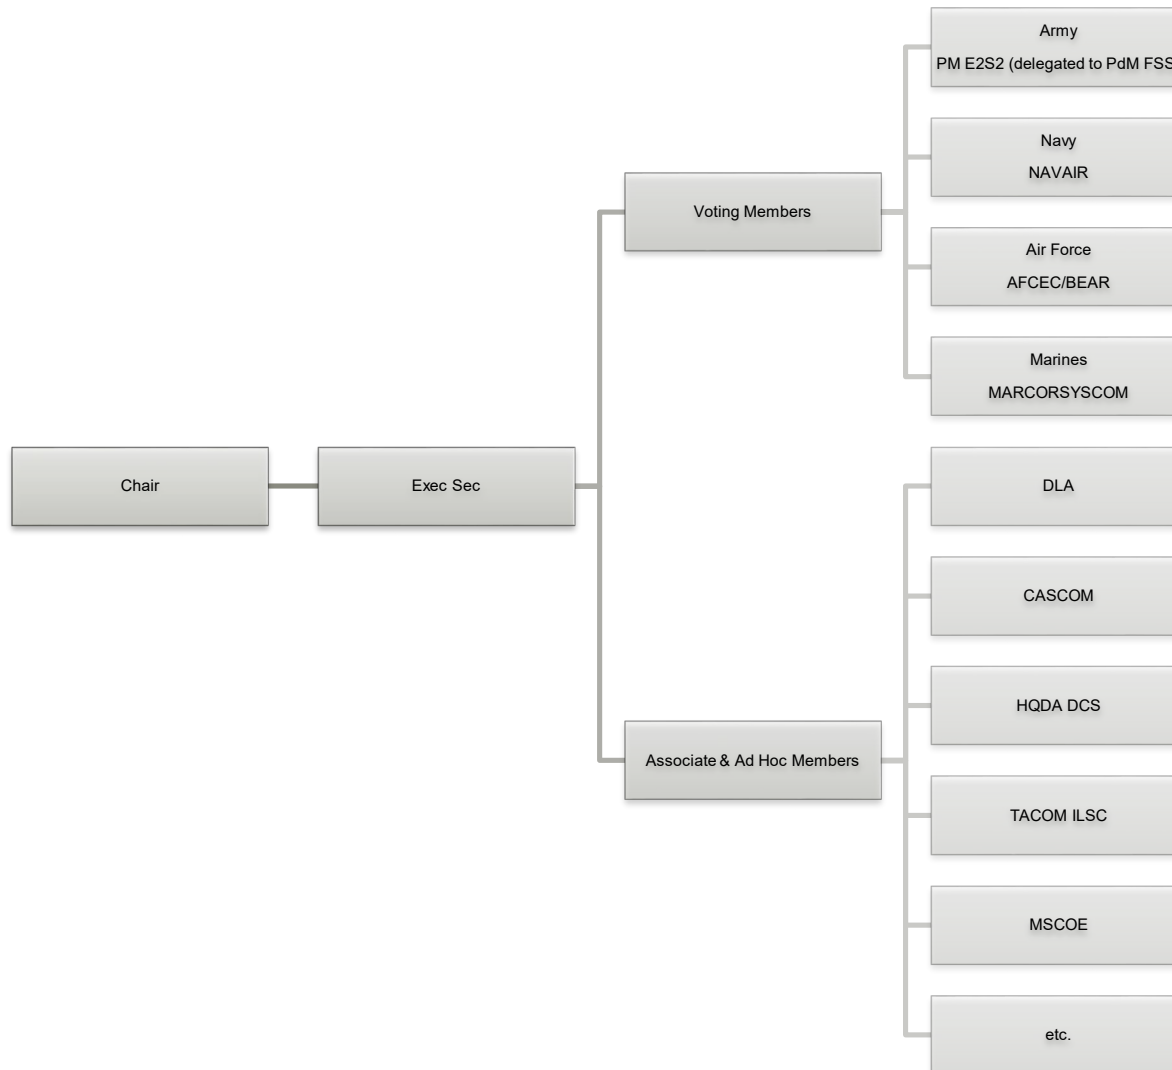 Chair
Exec Sec
Voting Members
Army
PM E2S2 (delegated to PdM FSS
Navy
NAVAIR
Air Force
AFCEC/BEAR
Marines
MARCORSYSCOM
Associate & Ad Hoc Members
DLA
CASCOM
HQDA DCS
TACOM ILSC
MSCOE
etc.